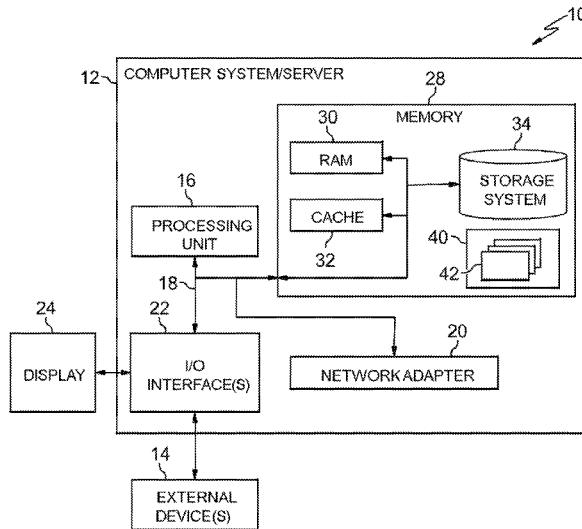 10
12
COMPUTER SYSTEM/SERVER
28
MEMORY
30
RAM
34
STORAGE
SYSTEM
16
PROCESSING
UNIT
CACHE
32
40
42
18
24
DISPLAY
22
I/O
INTERFACE(S)
20
NETWORK ADAPTER
14
EXTERNAL
DEVICE(S)